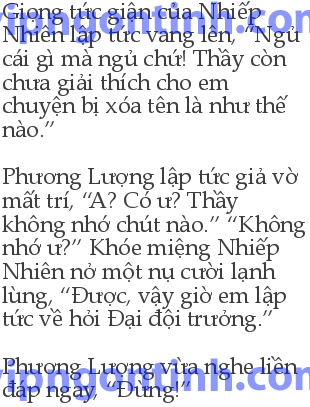 Giọng tức giận của Nhiếp
Nhiên lập tức vang lên, “Ngủ
cái gì mà ngủ chứ! Thầy còn
chưa giải thích cho em
chuyện bị xóa tên là như thế
nào.”
Phương Lượng lập tức giả vờ
mất trí, “A? Có ư? Thầy
không nhớ chút nào.” “Không
nhớ ư?” Khóe miệng Nhiếp
Nhiên nở một nụ cười lạnh
lùng, “Được, vậy giờ em lập
tức về hỏi Đại đội trưởng.”
Phương Lượng vừa nghe liền
đáp ngay, “Đừng!”
vipngontinh.com
vipngontinh.com